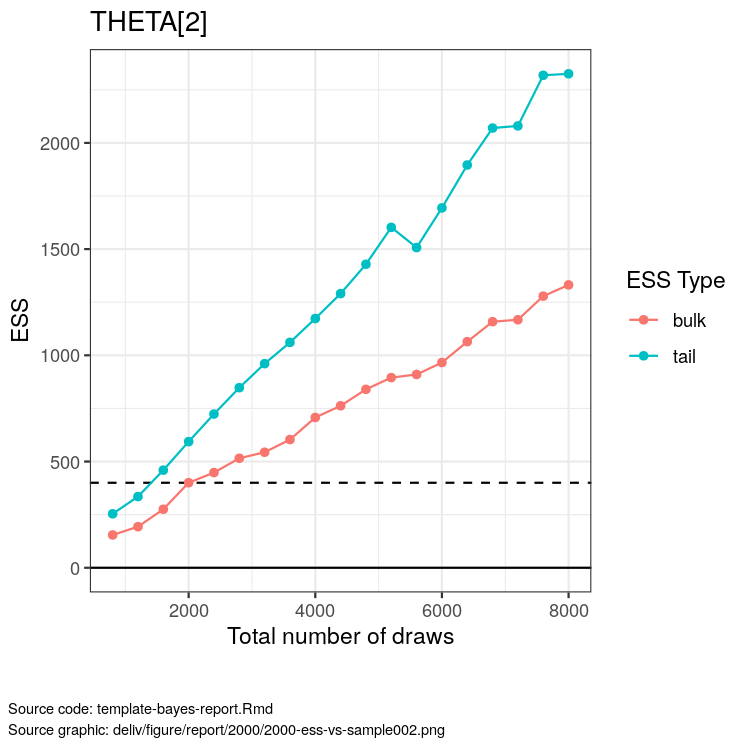 THETA[2]
2000
1500
1000
500
0
ESS
2000 4000 6000 8000
Total number of draws
ESS Type
bulk
tail
Source code: template-bayes-report.Rmd
Source graphic: deliv/figure/report/2000/2000-ess-vs-sample002.png